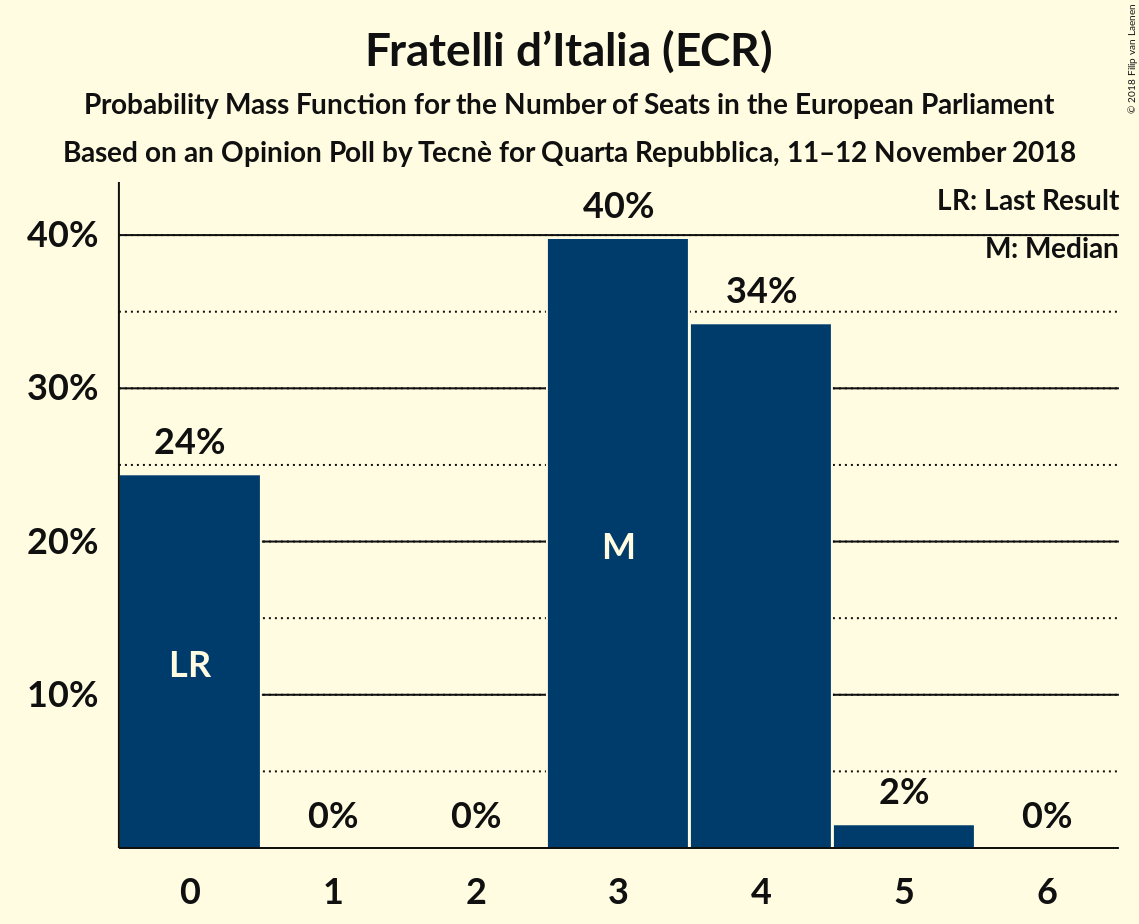 Fratelli d’Italia (ECR)
Probability Mass Function for the Number of Seats in the European Parliament
Based on an Opinion Poll by Tecnè for Quarta Repubblica, 11–12 November 2018
© 2018 Filip van Laenen
LR: Last Result
M: Median
40%
30%
20%
10%
24%
0%
0%
40%
34%
2%
0%
LR
M
0 1 2 3 4 5 6